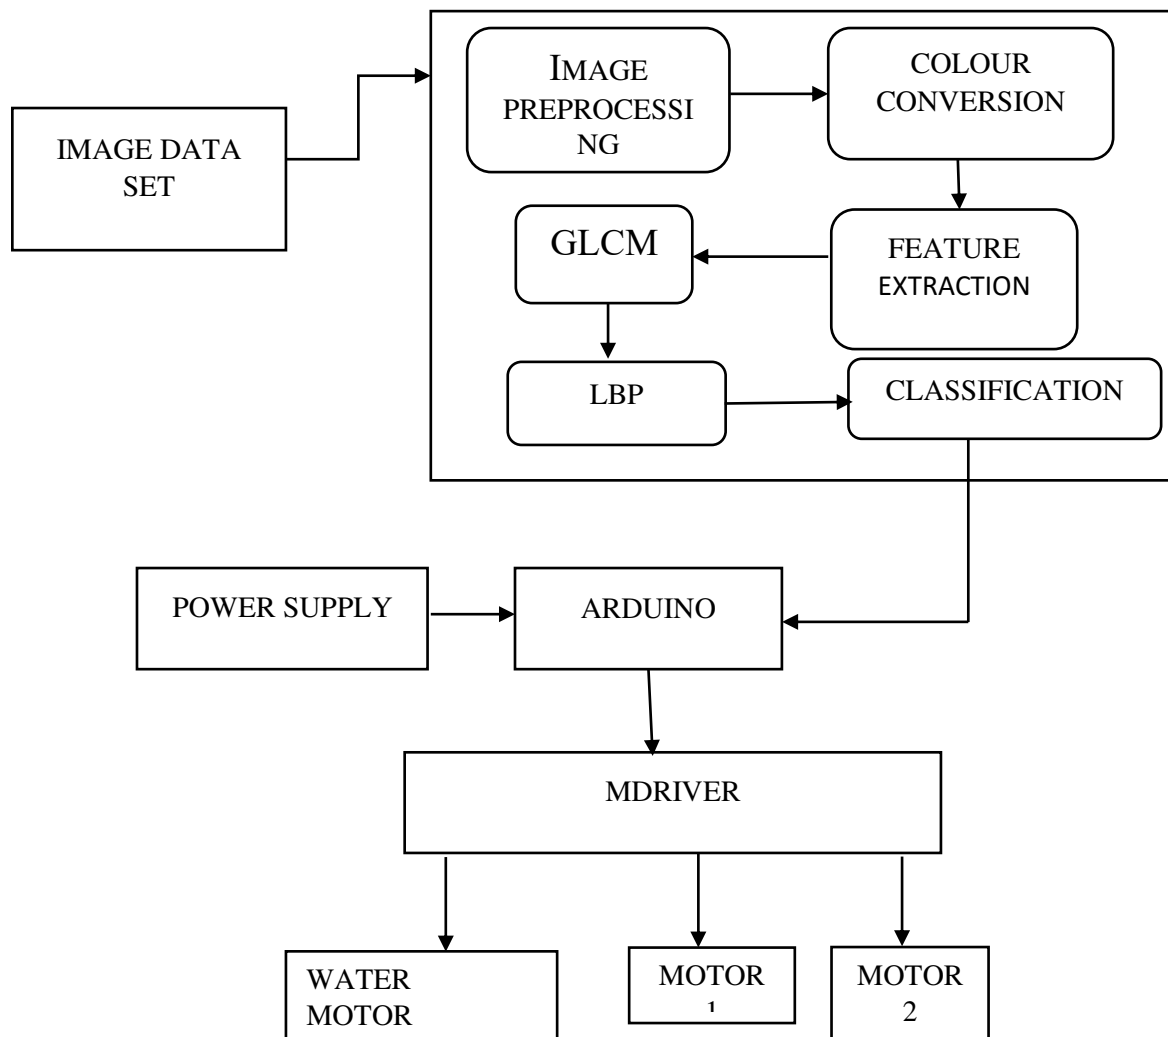 IMAGE
PREPROCESSI
NG
COLOUR
CONVERSION
IMAGE DATA
SET
GLCM
FEATURE
EXTRACTION
LBP
CLASSIFICATION
POWER SUPPLY
ARDUINO
MDRIVER
WATER
MOTOR
MOTOR
1
MOTOR
2